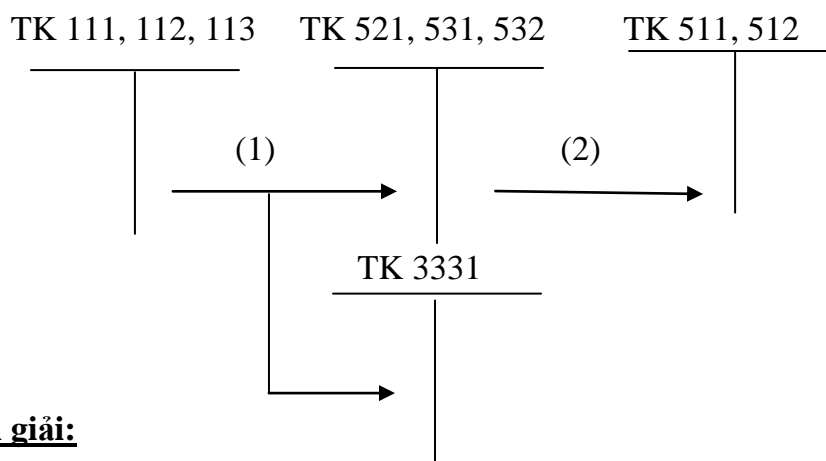 TK 111, 112, 113 TK 521, 531, 532 TK 511, 512
(1) (2)
TK 3331
giải: